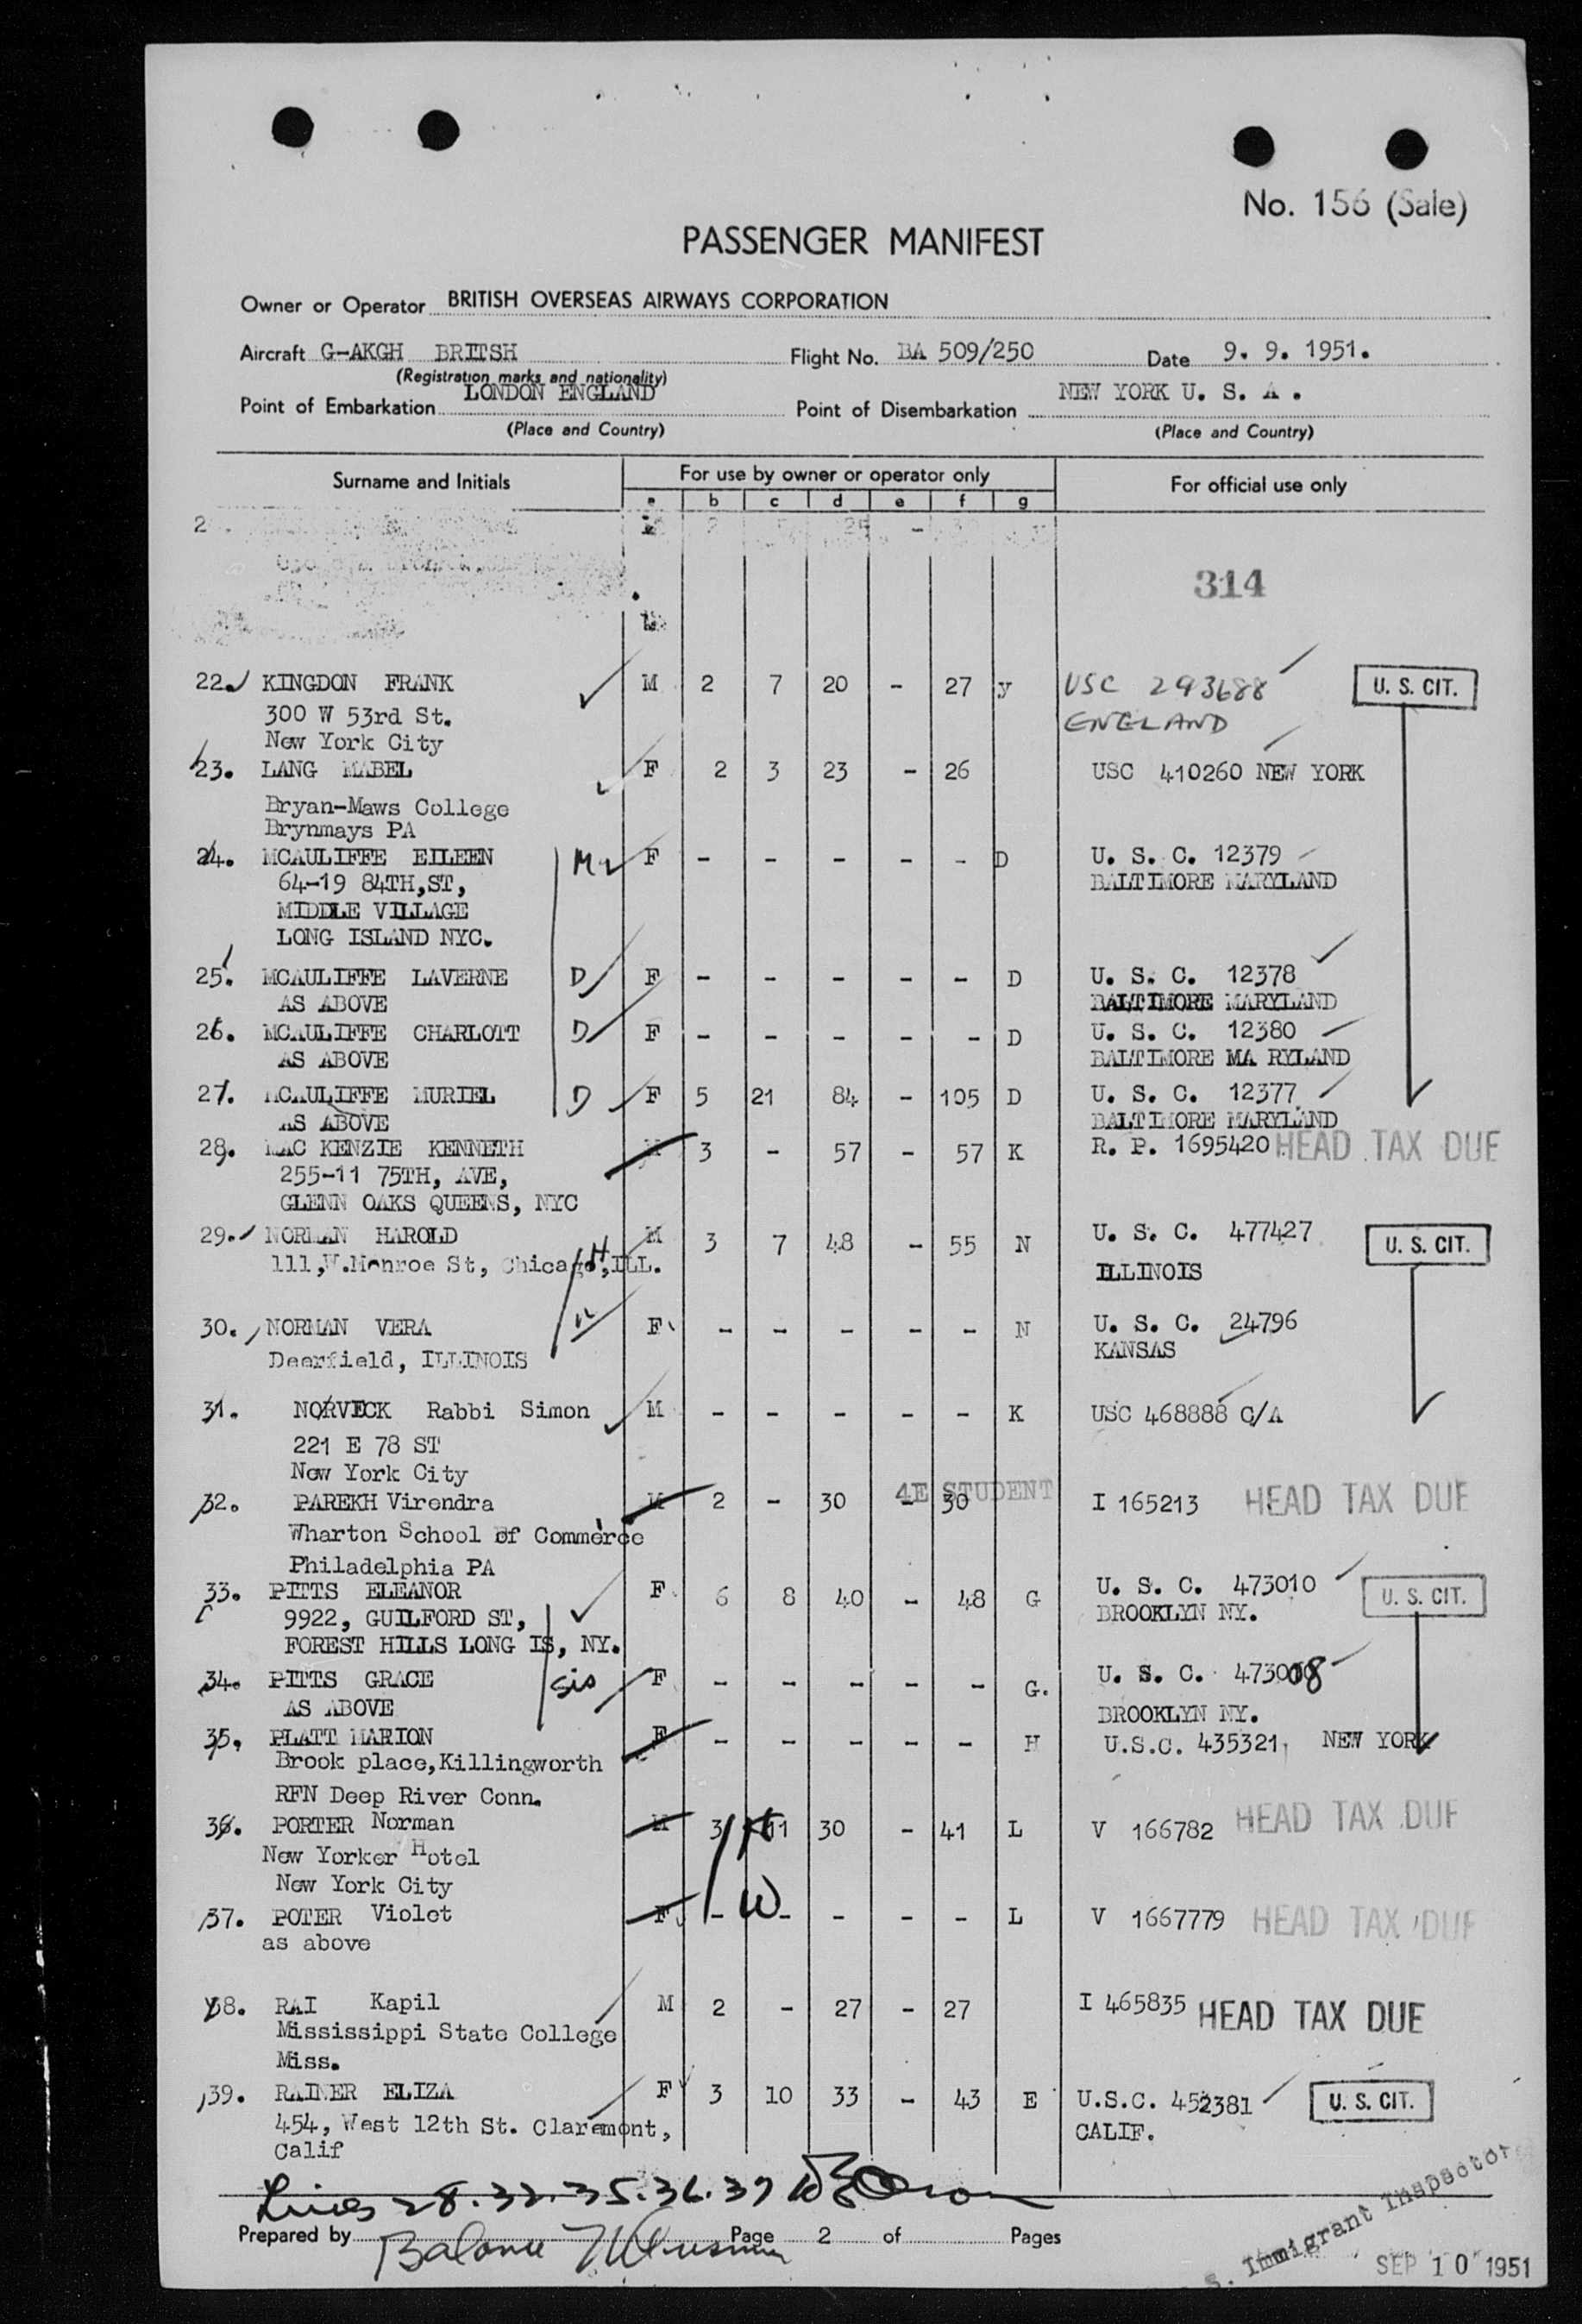 No. 156 (Sale)
PASSENGER MANIFEST
Owner or Operator BRITISH OVERSEAS AIRWAYS CORPORATION
Aircraft G-AKGH BRITSH Flight No. BA 509/250 Date 9. 9. 1951.
(Registration marks and nationality)
Point of Embarkation LONDON ENGLAND Point of Disembarkation NEW YORK U. S. A.
(Place and Country) (Place and Country)
Surname and Initials For use by owner or operator only For official use only
a b c d e f g
2
314
22. KINGDON FRANK M 2 7 20 - 27 y USC 293688 U. S. CIT.
300 W 53rd St. ENGLAND
New York City
23. LANG MABEL F 2 3 23 - 26 USC 410260 NEW YORK
Bryan-Maws College
Brynmays PA
24. MCAULIFFE EILEEN M F - - - - - D U. S. C. 12379
64-19 84TH,ST, BALTIMORE MARYLAND
MIDDLE VILLAGE
LONG ISLAND NYC.
25. MCAULIFFE LAVERNE D F - - - - - D U. S. C. 12378
AS ABOVE BALTIMORE MARYLAND
26. MCAULIFFE CHARLOTT D F - - - - - D U. S. C. 12380
AS ABOVE BALTIMORE MA RYLAND
27. MCAULIFFE MURIEL D F 5 21 84 - 105 D U. S. C. 12377
AS ABOVE BALTIMORE MARYLAND
28. MAC KENZIE KENNETH M 3 - 57 - 57 K R. P. 1695420 HEAD TAX DUE
255-11 75TH, AVE,
GLENN OAKS QUEENS, NYC
29. NORMAN HAROLD M 3 7 48 - 55 N U. S. C. 477427 U. S. CIT.
111,W.Monroe St, Chicago,ILL. H ILLINOIS
30. NORMAN VERA W F - - - - - N U. S. C. 24796
Deerfield, ILLINOIS KANSAS
31. NORVECK Rabbi Simon M - - - - - K USC 468888 C/A
221 E 78 ST
New York City
32. PAREKH Virendra M 2 - 30 - 30 4E STUDENT I 165213 HEAD TAX DUE
Wharton School Of Commerce
Philadelphia PA
33. PITTS ELEANOR F 6 8 40 - 48 G U. S. C. 473010 U. S. CIT.
9922, GUILFORD ST, BROOKLYN NY.
FOREST HILLS LONG IS, NY.
34. PITTS GRACE sis F - - - - - G. U. S. C. 473008
AS ABOVE BROOKLYN NY.
35. PLATT MARION F - - - - - H U.S.C. 435321 NEW YORK
Brook place,Killingworth
RFN Deep River Conn.
36. PORTER Norman M 3 11 30 - 41 L V 166782 HEAD TAX DUE
New Yorker Hotel H
New York City
37. POTER Violet F - W - - - - L V 1667779 HEAD TAX DUE
as above
38. RAI Kapil M 2 - 27 - 27 I 465835 HEAD TAX DUE
Mississippi State College
Miss.
39. RAINER ELIZA F 3 10 33 - 43 E U.S.C. 452381 U. S. CIT.
454, West 12th St. Claremont, CALIF.
Calif
Lines 28.32.35.36.37
Prepared by Balance Page 2 of Pages
Immigrant Inspector
SEP 10 1951